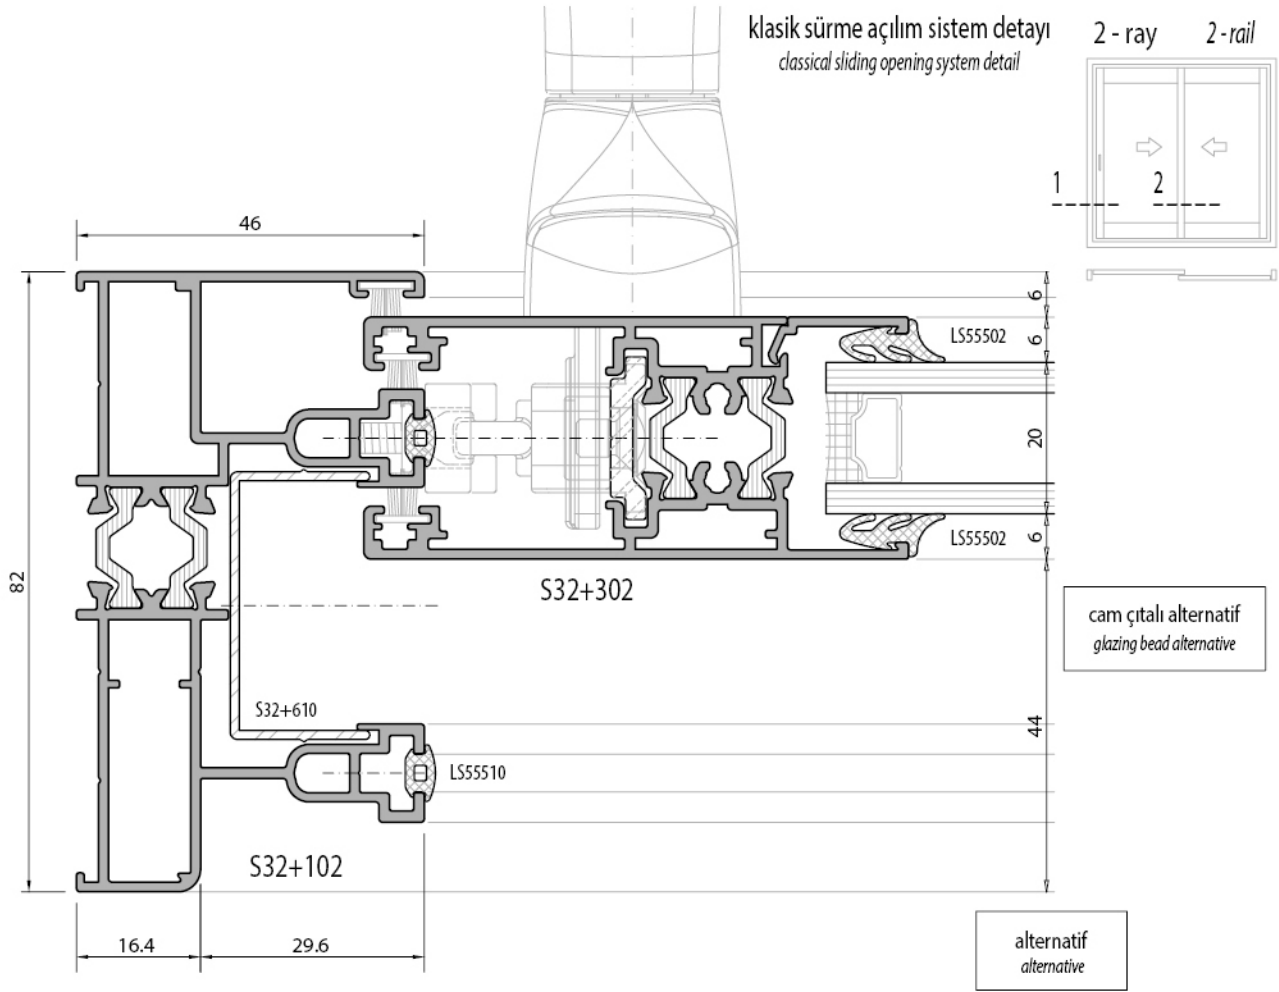 klasik sürme açılım sistem detayı
classical sliding opening system detail
2 - ray
2 - rail
1
2
46
6
6
LS55502
20
LS55502
6
82
S32+302
cam çıtalı alternatif
glazing bead alternative
S32+610
44
LS55510
S32+102
16.4
29.6
alternatif
alternative